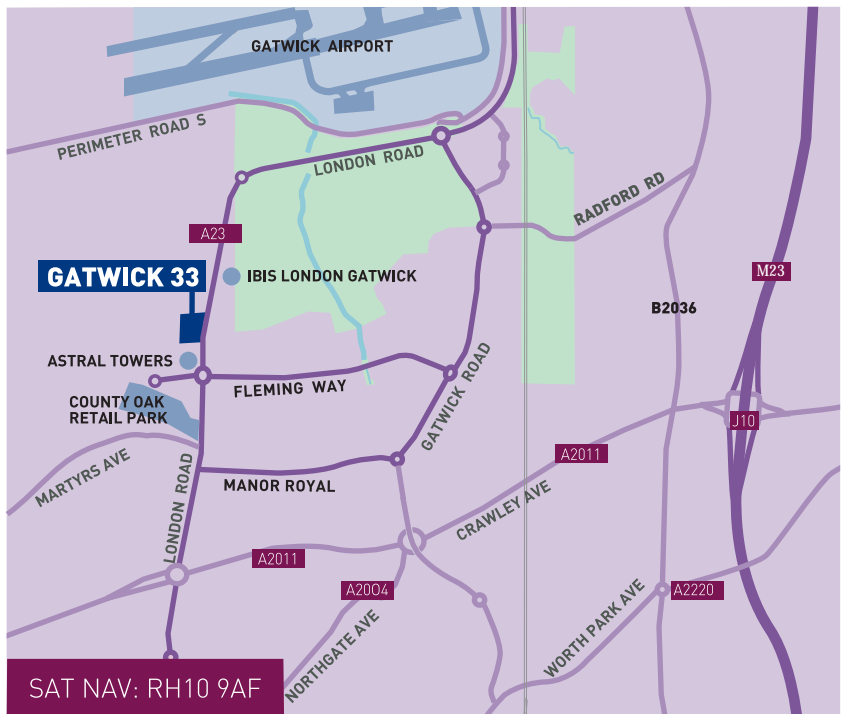 GATWICK AIRPORT
PERIMETER ROAD S
LONDON ROAD
RADFORD RD
A23
GATWICK 33
IBIS LONDON GATWICK
M23
B2036
ASTRAL TOWERS
FLEMING WAY
GATWICK ROAD
COUNTY OAK
RETAIL PARK
J10
MARTYRS AVE
A2011
MANOR ROYAL
LONDON ROAD
CRAWLEY AVE
A2011
A2004
A2220
NORTHGATE AVE
WORTH PARK AVE
SAT NAV: RH10 9AF